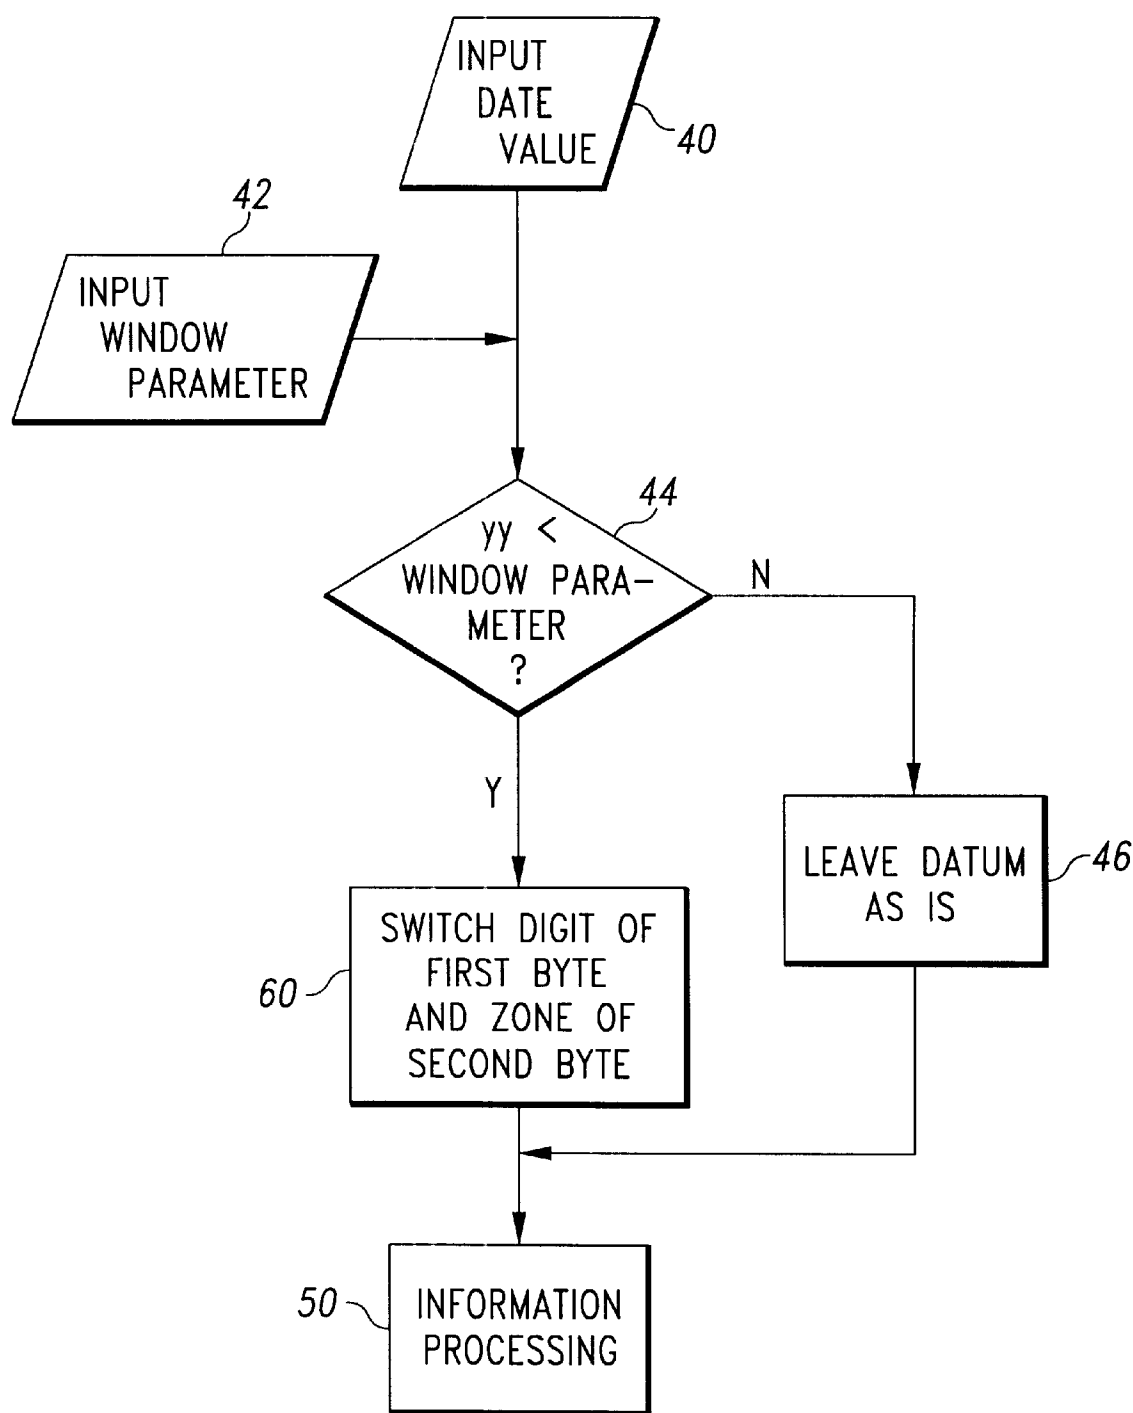 INPUT
DATE
VALUE
40
42
INPUT
WINDOW
PARAMETER
44
yy <
WINDOW PARA-
METER
?
N
Y
LEAVE DATUM
AS IS
46
SWITCH DIGIT OF
FIRST BYTE
AND ZONE OF
SECOND BYTE
60
50
INFORMATION
PROCESSING